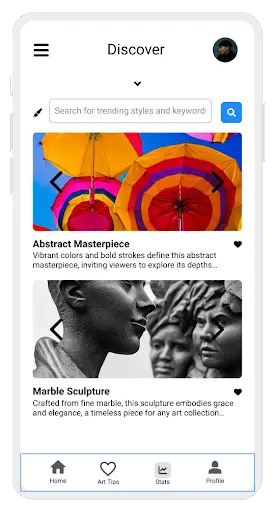 Discover
Search for trending styles and keywords
Abstract Masterpiece
Vibrant colors and bold strokes define this abstract
masterpiece, inviting viewers to explore its depths...
Marble Sculpture
Crafted from fine marble, this sculpture embodies grace
and elegance, a timeless piece for any art collection...
Home
Art Tips
Stats
Profile